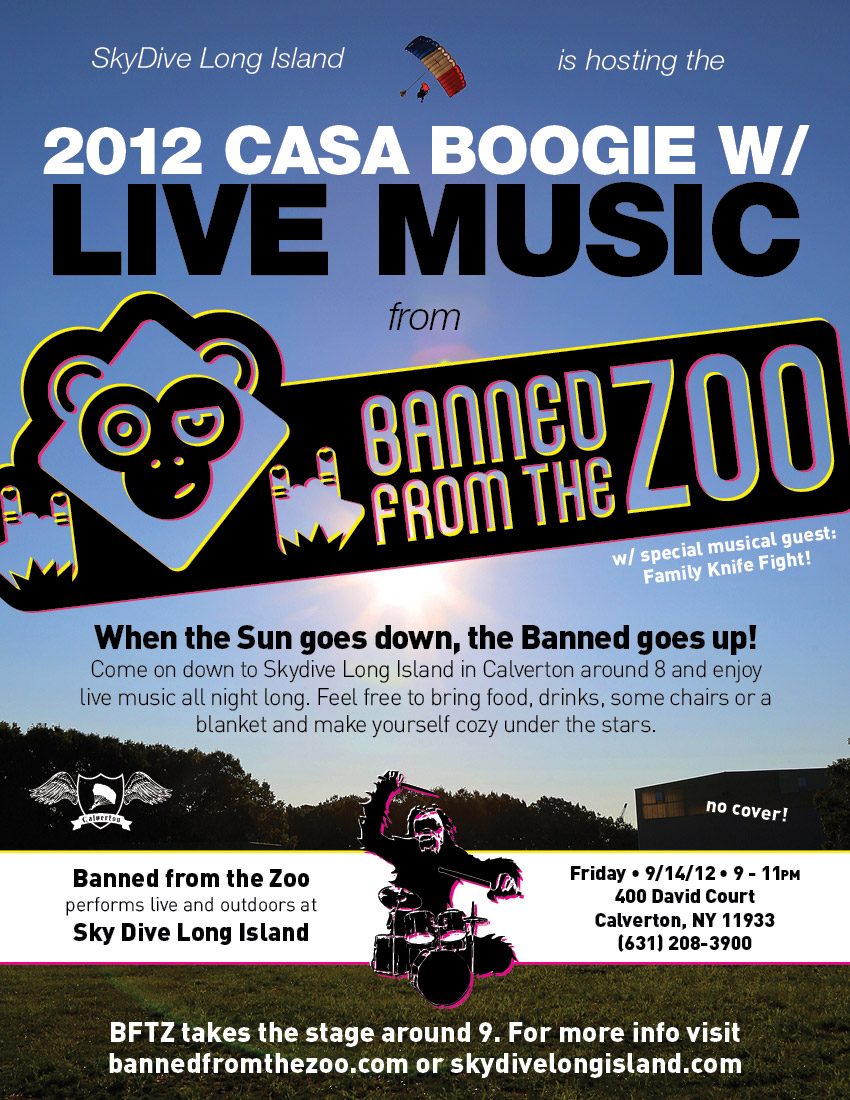 SkyDive Long Island is hosting the
2012 CASA BOOGIE W/
LIVE MUSIC
from
BANNED
FROM THE
ZOO
w/ special musical guest:
Family Knife Fight!
When the Sun goes down, the Banned goes up!
Come on down to Skydive Long Island in Calverton around 8 and enjoy
live music all night long. Feel free to bring food, drinks, some chairs or a
blanket and make yourself cozy under the stars.
Calverton
no cover!
Banned from the Zoo
performs live and outdoors at
Sky Dive Long Island
Friday • 9/14/12 • 9 - 11PM
400 David Court
Calverton, NY 11933
(631) 208-3900
BFTZ takes the stage around 9. For more info visit
bannedfromthezoo.com or skydivelongisland.com